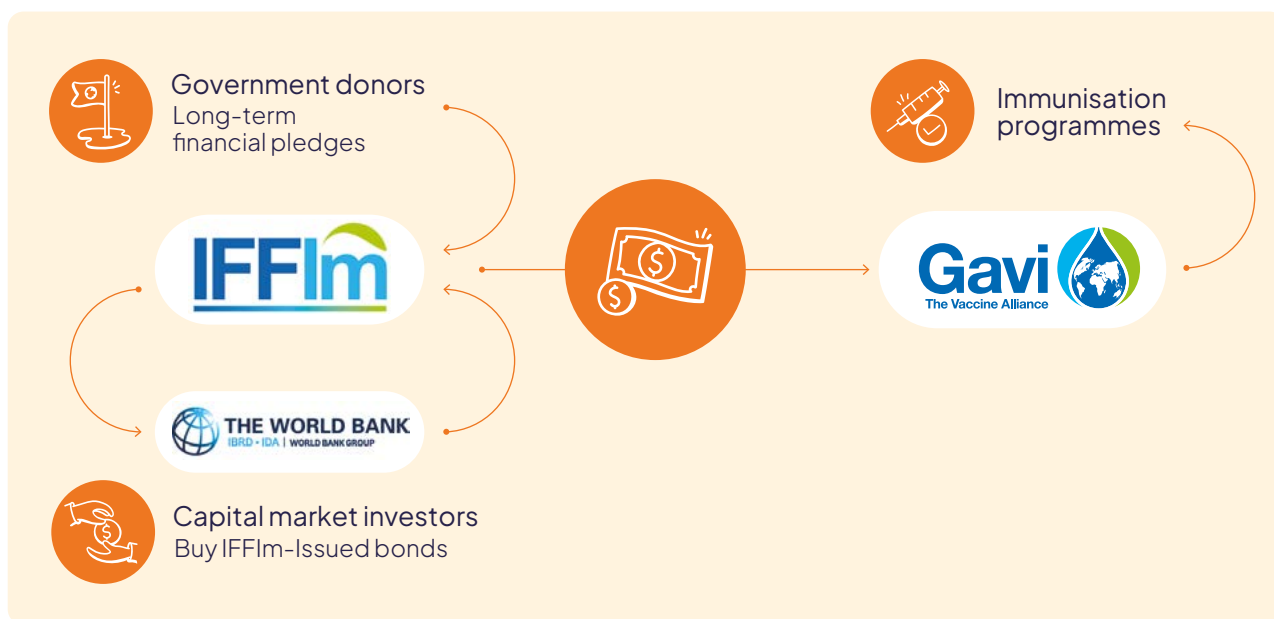 Government donors
Long-term
financial pledges
IFFIm
THE WORLD BANK
IBRD • IDA | WORLD BANK GROUP
Capital market investors
Buy IFFIm-Issued bonds
$
$
$
Immunisation
programmes
Gavi
The Vaccine Alliance